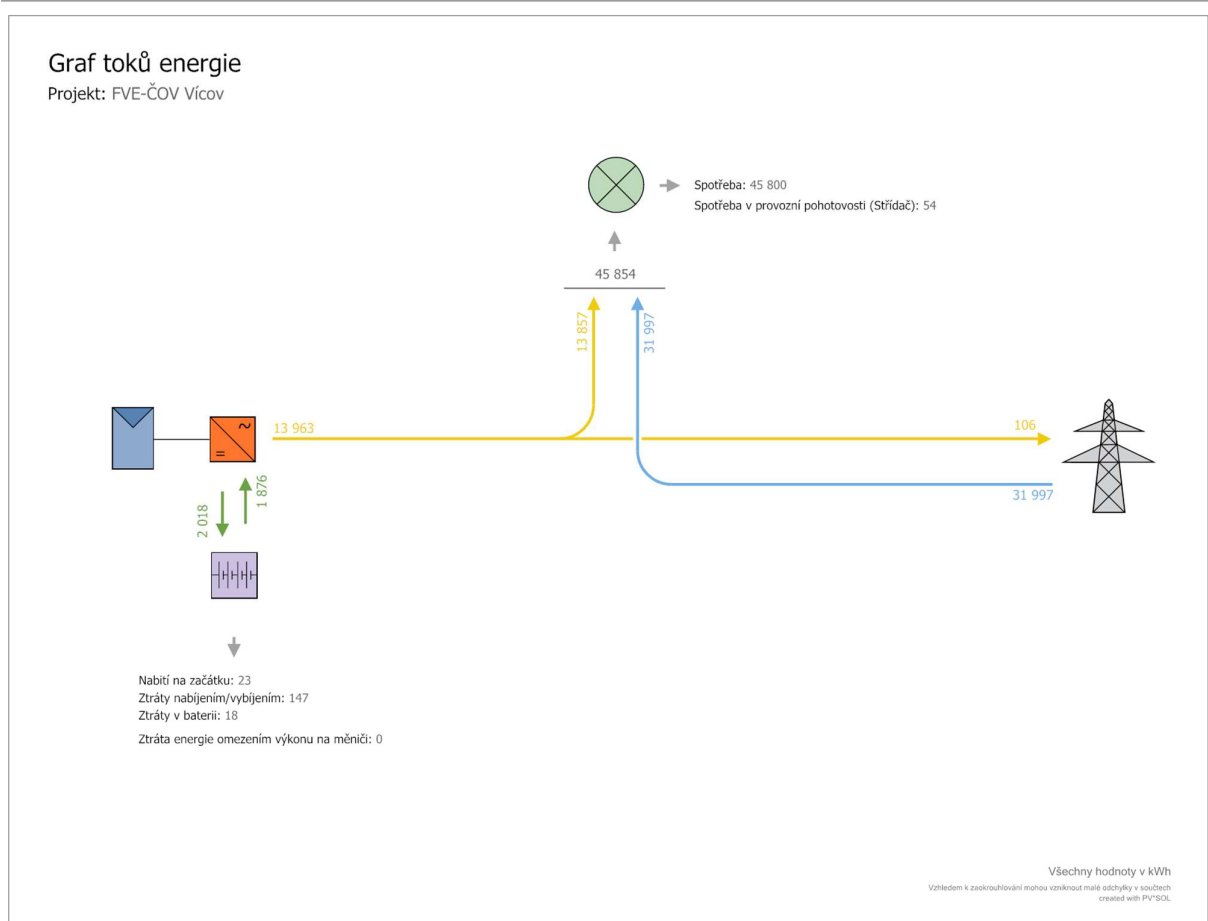 Graf toků energie
Projekt: FVE-ČOV Vícov
Spotřeba: 45 800
Spotřeba v provozní pohotovosti (Střídač): 54
45 854
13 857
31 997
13 963
106
31 997
2 018
1 876
Nabití na začátku: 23
Ztráty nabíjením/vybíjením: 147
Ztráty v baterii: 18
Ztráta energie omezením výkonu na měniči: 0
Všechny hodnoty v kWh
Vzhledem k zaokrouhlování mohou vzniknout malé odchylky v součtech
created with PV*SOL